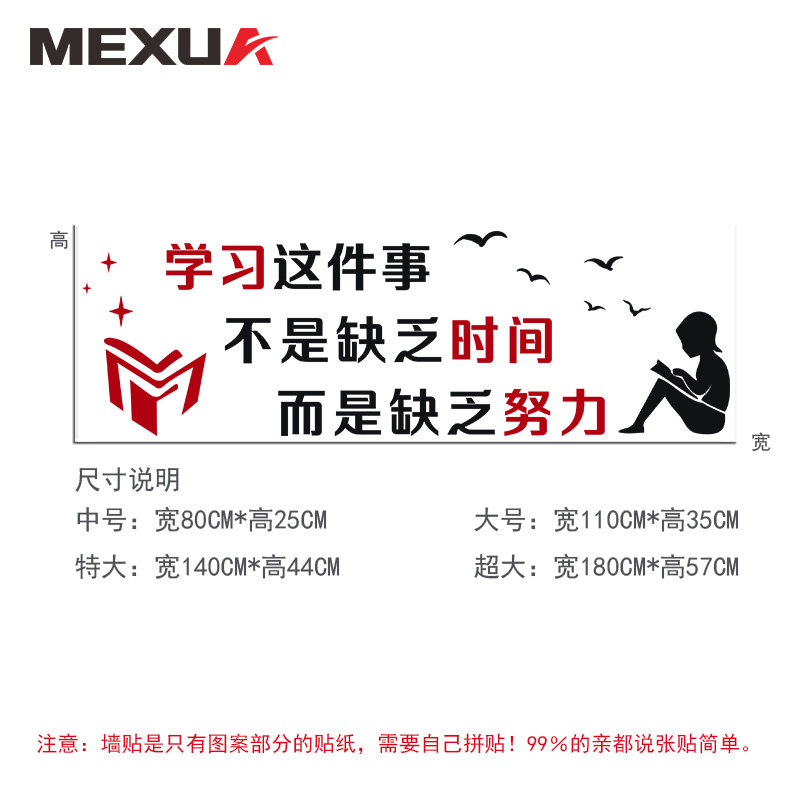 MEXUA
高
学习这件事
不是缺乏时间
而是缺乏努力
宽
尺寸说明
中号：宽80CM*高25CM
大号：宽110CM*高35CM
特大：宽140CM*高44CM
超大：宽180CM*高57CM
注意：墙贴是只有图案部分的贴纸，需要自己拼贴！99%的亲都说张贴简单。